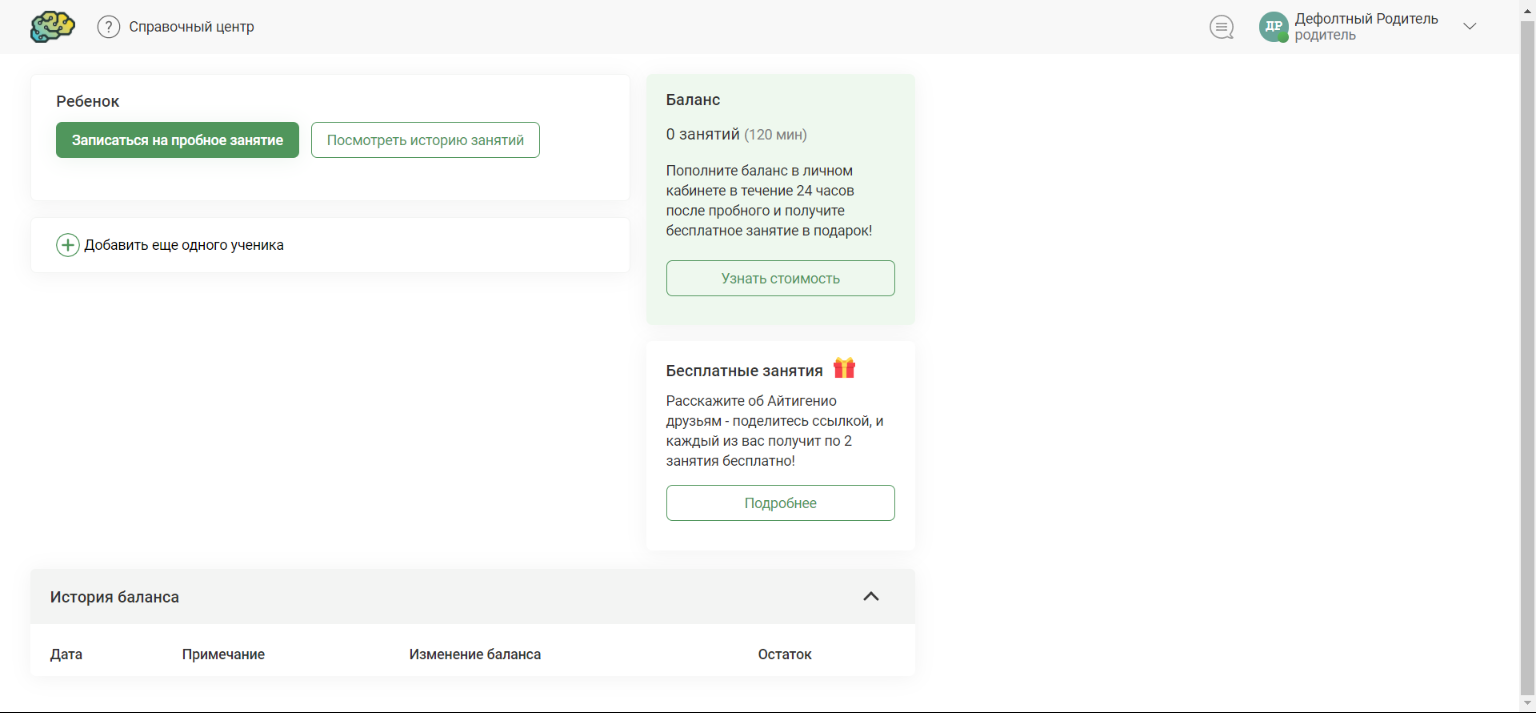 ? Справочный центр
ДР
Дефолтный Родитель
родитель
Ребенок
Записаться на пробное занятие
Посмотреть историю занятий
Добавить еще одного ученика
Баланс
0 занятий (120 мин)
Пополните баланс в личном
кабинете в течение 24 часов
после пробного и получите
бесплатное занятие в подарок!
Узнать стоимость
Бесплатные занятия
Расскажите об Айтигенио
друзьям - поделитесь ссылкой, и
каждый из вас получит по 2
занятия бесплатно!
Подробнее
История баланса
Дата Примечание Изменение баланса Остаток